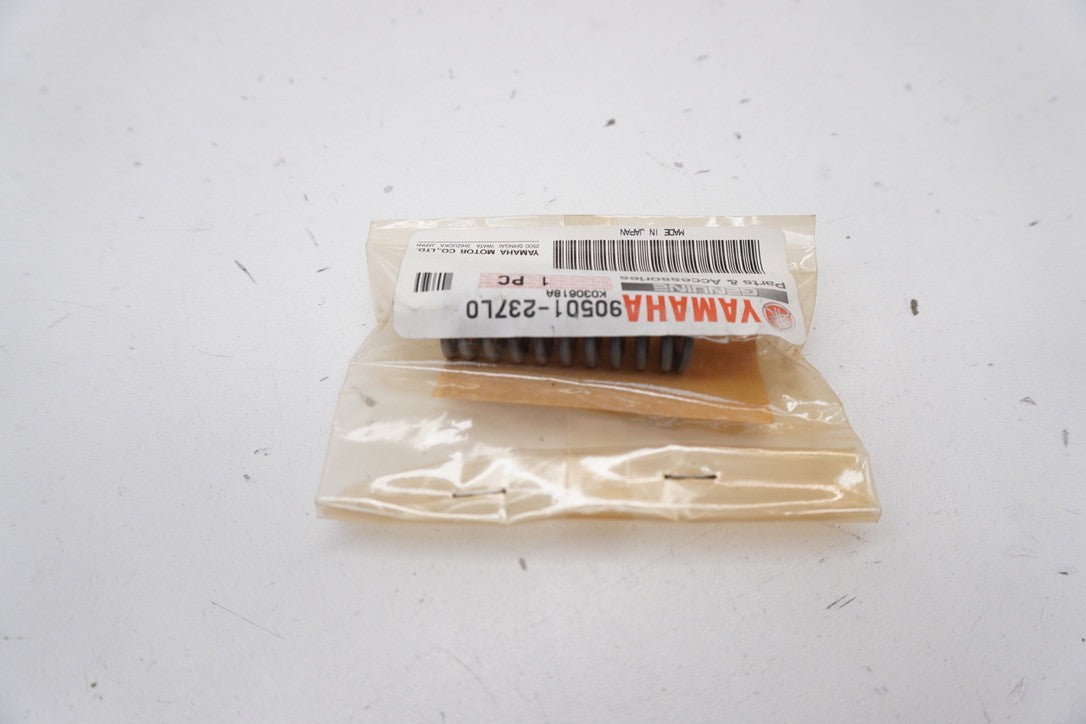 YAMAHA 90501-237L0
GENUINE K030618A
Parts & Accessories 1 PC
YAMAHA MOTOR CO.,LTD.
2500 SHINGAI IWATA SHIZUOKA JAPAN
MADE IN JAPAN